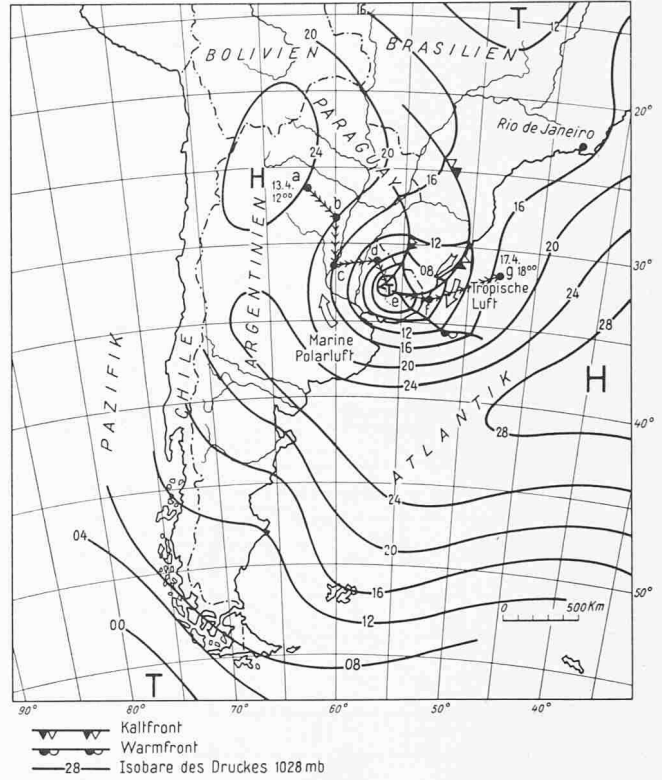 T
16
12
20
BOLIVIEN
BRASILIEN
20°
PARAGUAY
Rio de Janeiro
24
20
16
H
a
13.4.
12⁰⁰
b
16
12
20
17.4.
g 18⁰⁰
30°
c
d
08
T
e
f
Tropische
Luft
24
28
ARGENTINIEN
Marine
Polarluft
12
16
20
24
H
PAZIFIK
CHILE
ATLANTIK
28
40°
24
20
04
16
50°
0
500 Km
12
00
08
T
90°
80°
70°
60°
50°
40°
Kaltfront
Warmfront
28 Isobare des Druckes 1028 mb